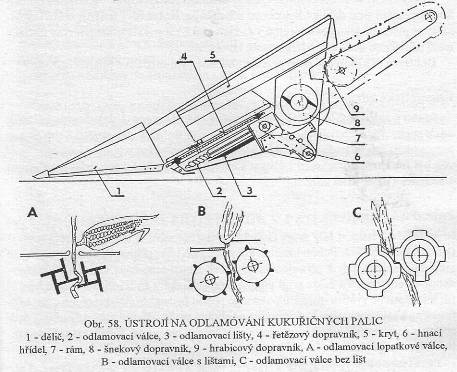 4
5
9
8
7
6
1
2
3
A
B
C
Obr. 58. ÚSTROJÍ NA ODLAMOVÁNÍ KUKUŘIČNÝCH PALIC
1 - dělič, 2 - odlamovací válce, 3 - odlamovací lišty, 4 - řetězový dopravník, 5 - kryt, 6 - hnací
hřídel, 7 - rám, 8 - šnekový dopravník, 9 - hrabicový dopravník, A - odlamovací lopatkové válce,
B - odlamovací válce s lištami, C - odlamovací válce bez lišt